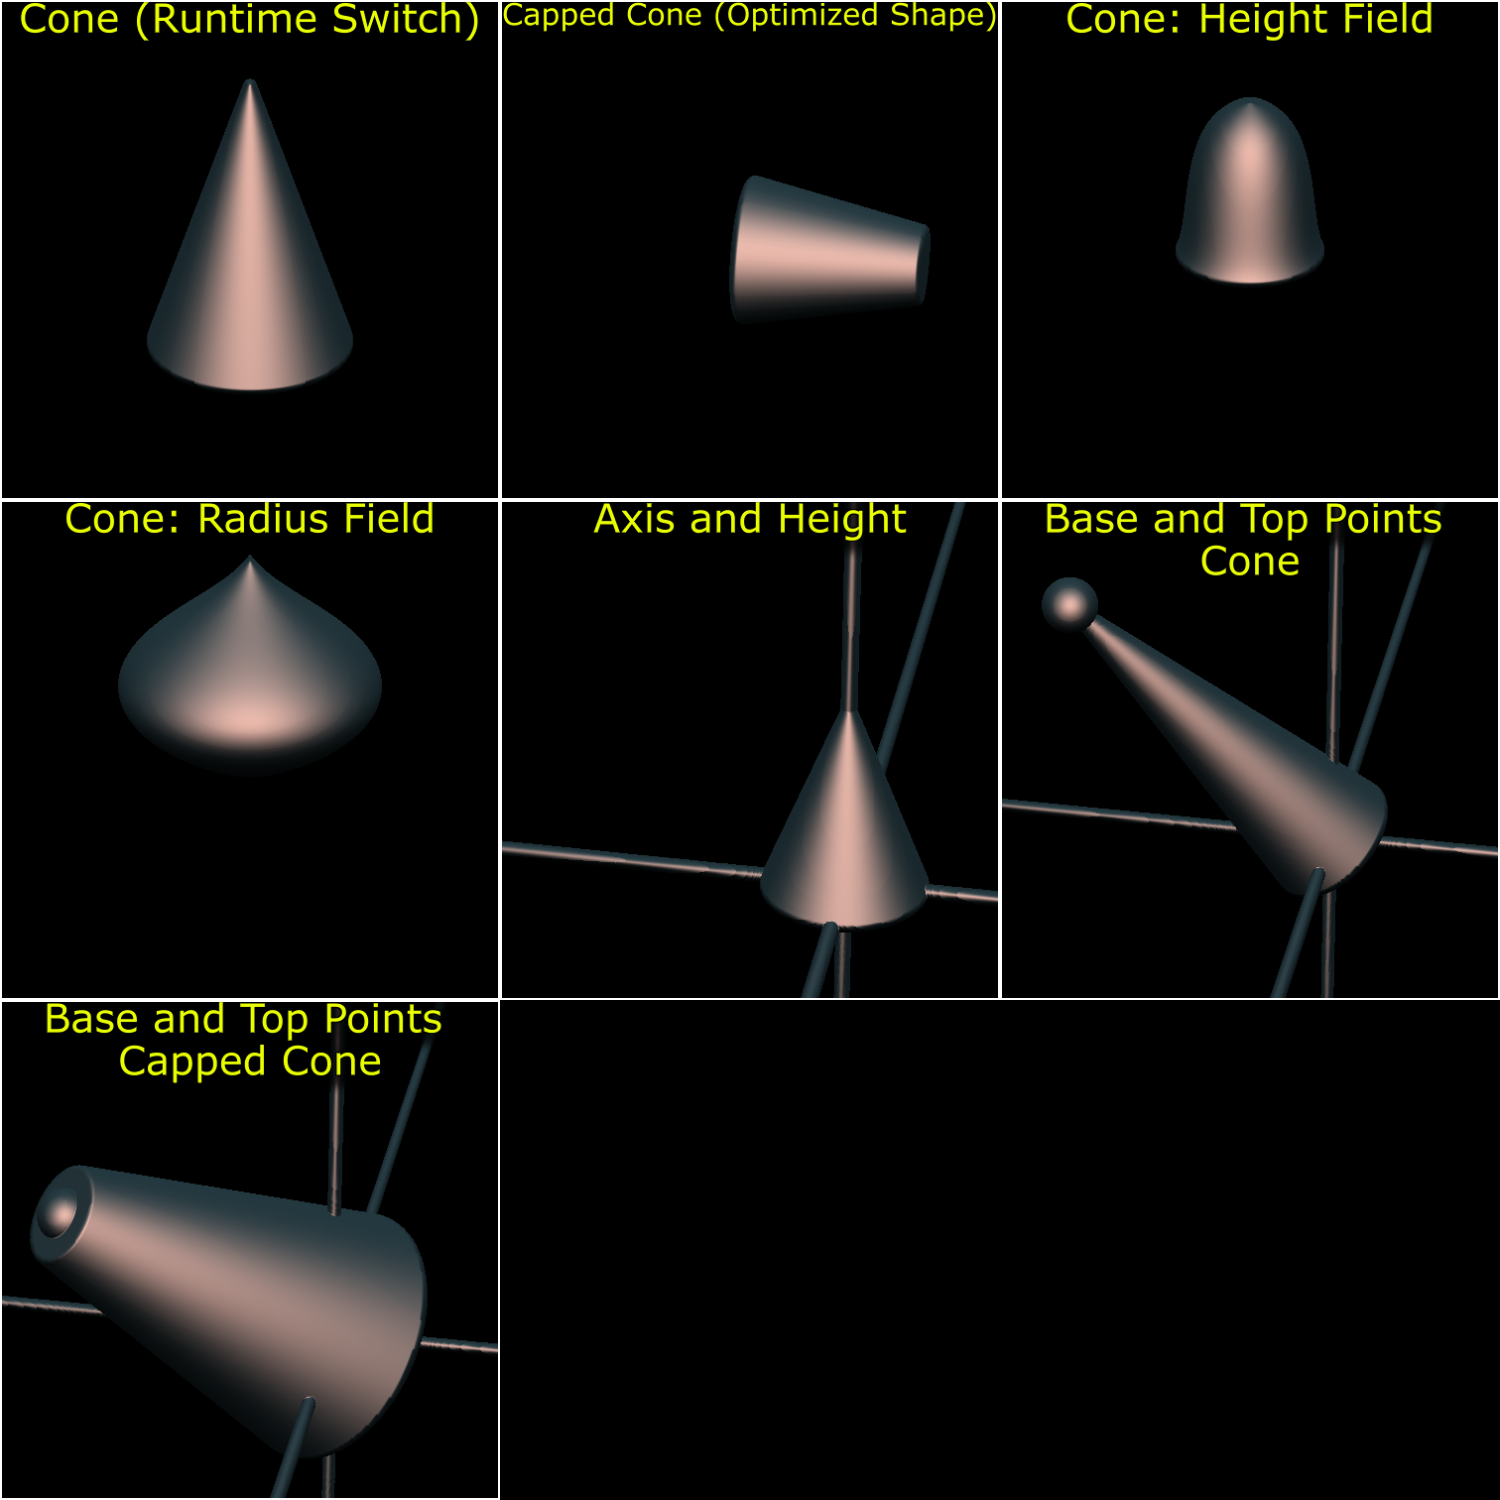 Cone (Runtime Switch)
Capped Cone (Optimized Shape)
Cone: Height Field
Cone: Radius Field
Axis and Height
Base and Top Points
Cone
Base and Top Points
Capped Cone